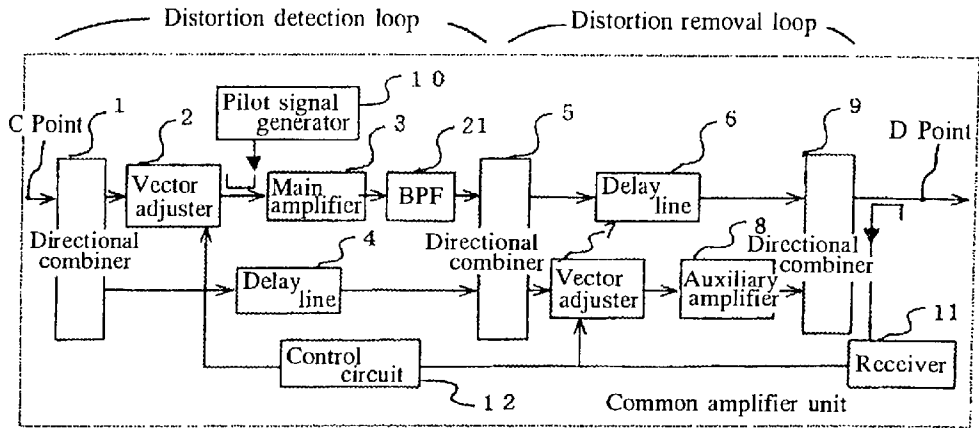 Distortion detection loop
Distortion removal loop
C Point
1
2
10
Pilot signal
generator
3
21
5
6
9
D Point
Vector
adjuster
Main
amplifier
BPF
Delay
line
Directional
combiner
4
Delay
line
Directional
combiner
7
Vector
adjuster
8
Auxiliary
amplifier
Directional
combiner
11
Receiver
Control
circuit
12
Common amplifier unit